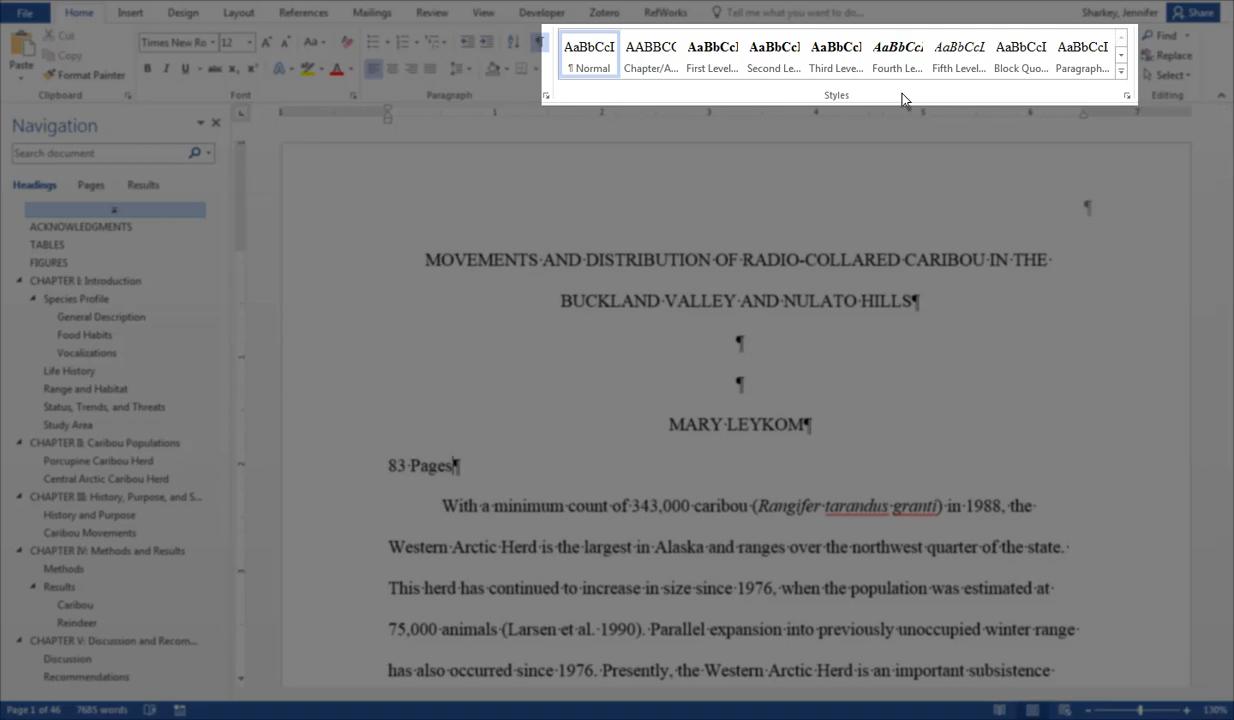 File Home Insert Design Layout References Mailings Review View Developer Zotero RefWorks Tell me what you want to do... Sharkey, Jennifer Share
Cut
Copy
Paste
Format Painter
Clipboard
Times New Ro 12
Font
Paragraph
AaBbCcI AABBC AaBbCcI AaBbCcI AaBbCcI AaBbCc AaBbCcL AaBbCcI AaBbCcI
¶ Normal Chapter/A... First Level... Second Le... Third Leve... Fourth Le... Fifth Level... Block Quo... Paragraph...
Styles
Find
Replace
Select
Editing
Navigation
Search document
Headings Pages Results
ACKNOWLEDGMENTS
TABLES
FIGURES
CHAPTER I: Introduction
Species Profile
General Description
Food Habits
Vocalizations
Life History
Range and Habitat
Status, Trends, and Threats
Study Area
CHAPTER II: Caribou Populations
Porcupine Caribou Herd
Central Arctic Caribou Herd
CHAPTER III: History, Purpose, and S...
History and Purpose
Caribou Movements
CHAPTER IV: Methods and Results
Methods
Results
Caribou
Reindeer
CHAPTER V: Discussion and Recom...
Discussion
Recommendations
1 1 2 3 4 5 6 7
¶
MOVEMENTS·AND·DISTRIBUTION·OF·RADIO-COLLARED·CARIBOU·IN·THE·
BUCKLAND·VALLEY·AND·NULATO·HILLS¶
¶
¶
MARY·LEYKOM¶
83·Pages¶
With·a·minimum·count·of·343,000·caribou·(Rangifer·tarandus·granti)·in·1988,·the·
Western·Arctic·Herd·is·the·largest·in·Alaska·and·ranges·over·the·northwest·quarter·of·the·state.·
This·herd·has·continued·to·increase·in·size·since·1976,·when·the·population·was·estimated·at·
75,000·animals·(Larsen·et·al.·1990).·Parallel·expansion·into·previously·unoccupied·winter·range·
has·also·occurred·since·1976.·Presently,·the·Western·Arctic·Herd·is·an·important·subsistence·
Page 1 of 46 7685 words 130%